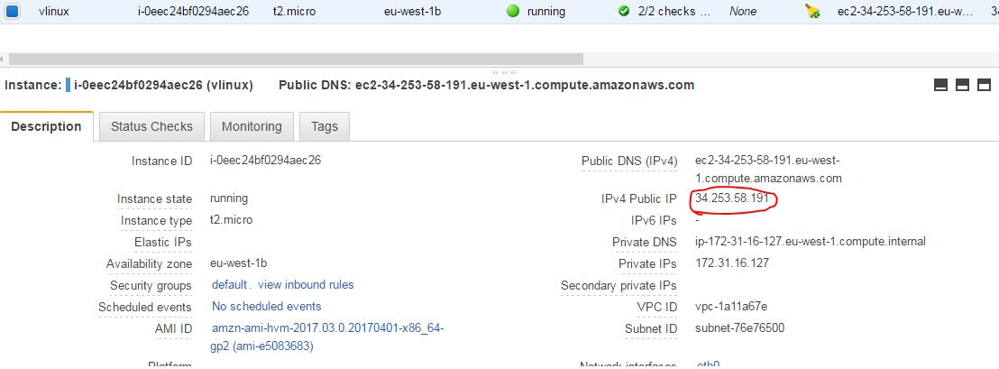 vlinux i-0eec24bf0294aec26 t2.micro eu-west-1b running 2/2 checks ... None ec2-34-253-58-191.eu-w...
Instance: i-0eec24bf0294aec26 (vlinux) Public DNS: ec2-34-253-58-191.eu-west-1.compute.amazonaws.com
Description Status Checks Monitoring Tags
Instance ID i-0eec24bf0294aec26 Public DNS (IPv4) ec2-34-253-58-191.eu-west-
1.compute.amazonaws.com
Instance state running IPv4 Public IP 34.253.58.191
Instance type t2.micro IPv6 IPs -
Elastic IPs Private DNS ip-172-31-16-127.eu-west-1.compute.internal
Availability zone eu-west-1b Private IPs 172.31.16.127
Security groups default. view inbound rules Secondary private IPs
Scheduled events No scheduled events VPC ID vpc-1a11a67e
AMI ID amzn-ami-hvm-2017.03.0.20170401-x86_64- Subnet ID subnet-76e76500
gp2 (ami-e5083683)
Platform Network interfaces eth0